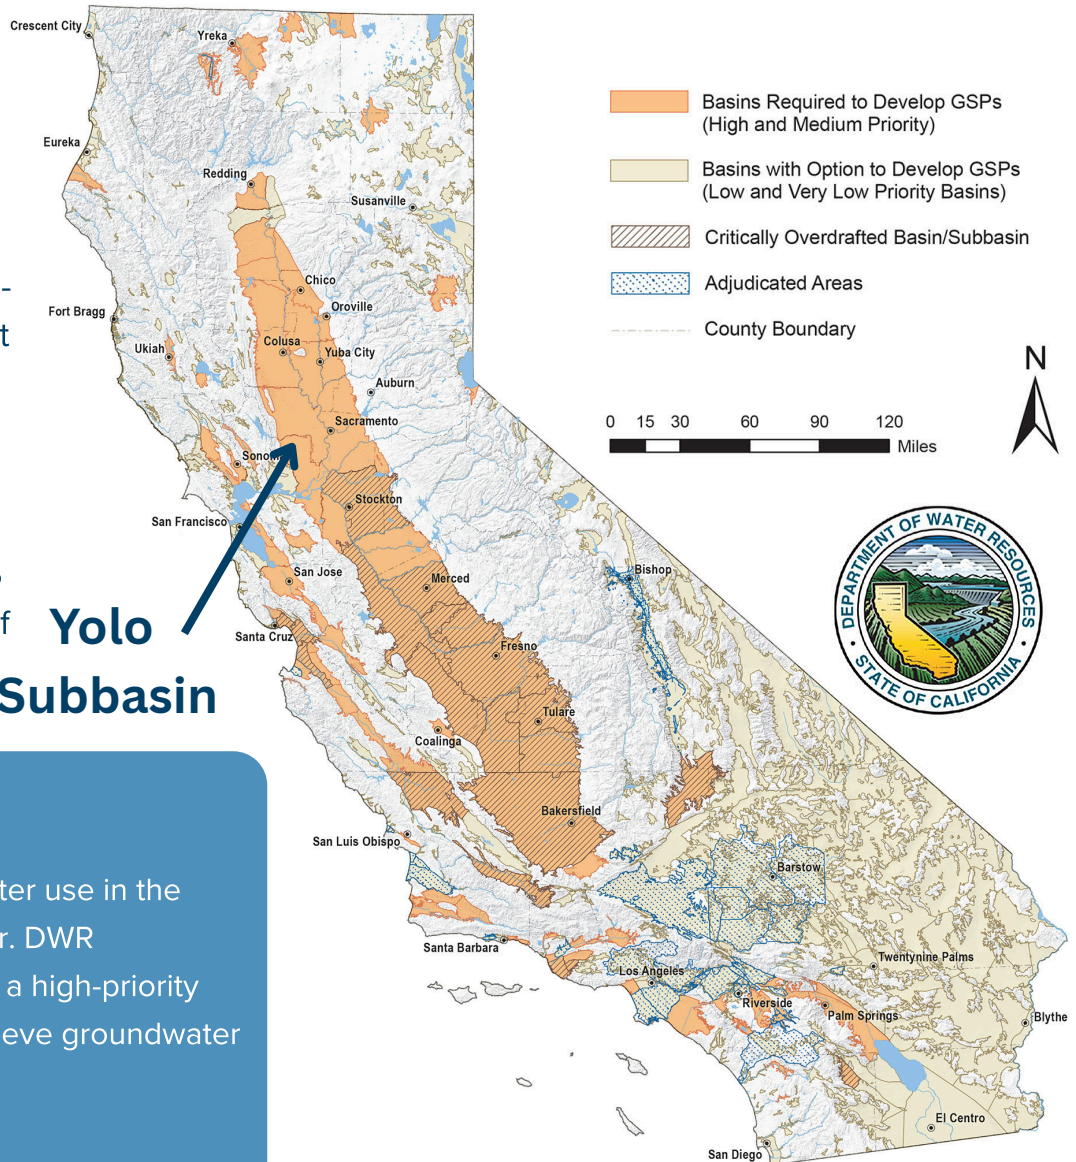 Crescent City
Yreka
Eureka
Redding
Susanville
Chico
Fort Bragg
Oroville
Ukiah
Colusa
Yuba City
Auburn
Sacramento
Stockton
San Francisco
San Jose
Merced
Bishop
Santa Cruz
Fresno
Tulare
Coalinga
Bakersfield
San Luis Obispo
Barstow
Santa Barbara
Los Angeles
Twentynine Palms
Riverside
Palm Springs
Blythe
El Centro
San Diego
Basins Required to Develop GSPs
(High and Medium Priority)
Basins with Option to Develop GSPs
(Low and Very Low Priority Basins)
Critically Overdrafted Basin/Subbasin
Adjudicated Areas
County Boundary
N
0 15 30 60 90 120
Miles
DEPARTMENT OF WATER RESOURCES
• STATE OF CALIFORNIA •
-
t
f
Yolo
Subbasin
ter use in the
r. DWR
a high-priority
eve groundwater